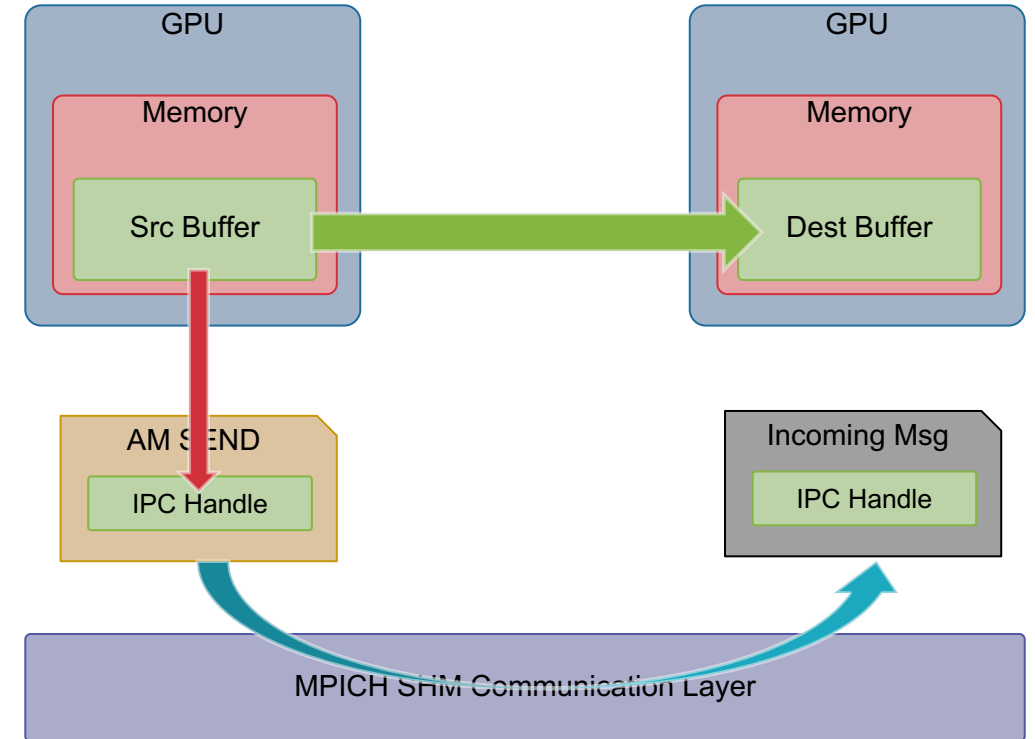 GPU
GPU
Memory
Memory
Src Buffer
Dest Buffer
AM SEND
Incoming Msg
IPC Handle
IPC Handle
MPICH SHM Communication Layer